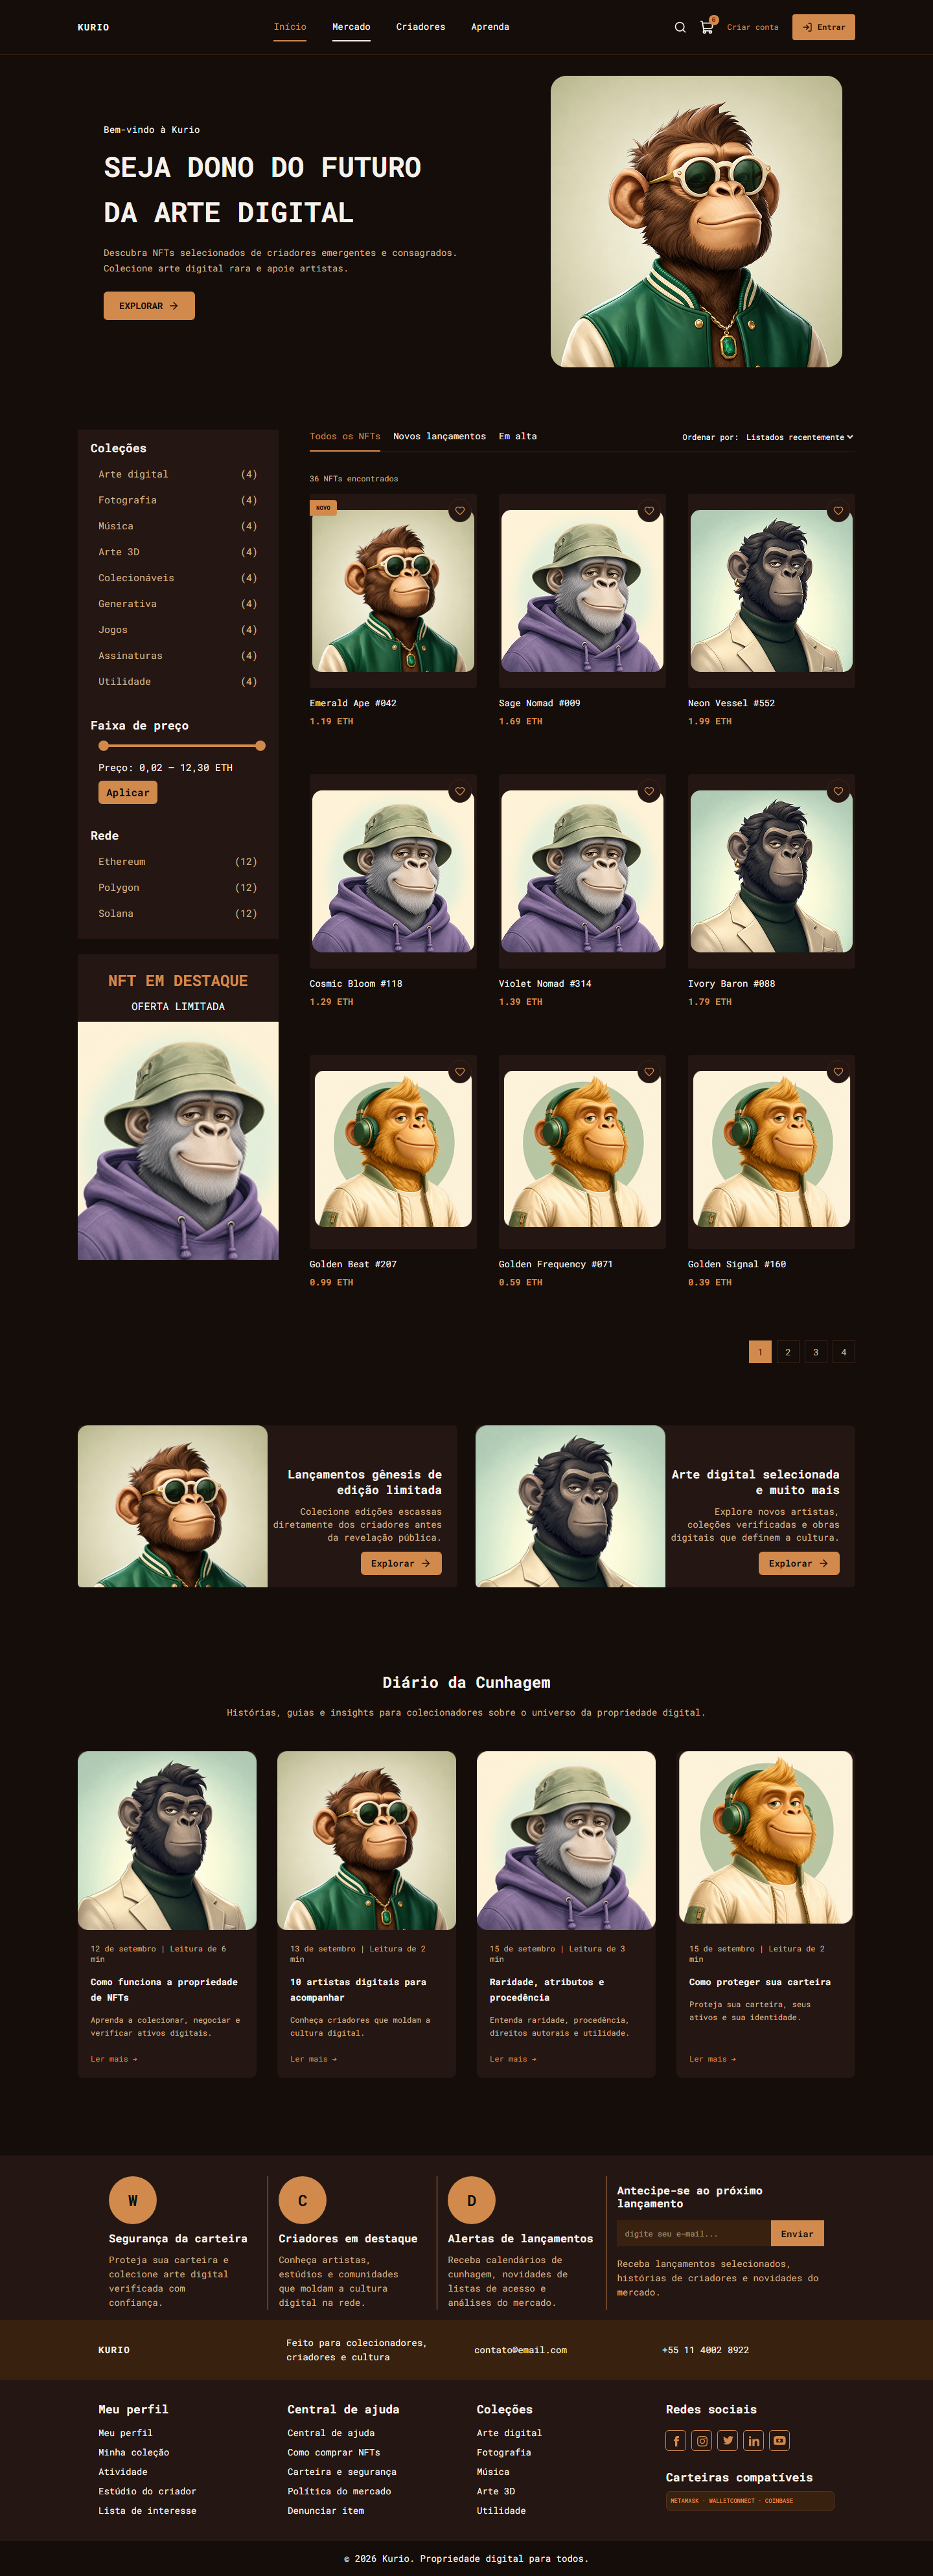 KURIO
Início Mercado Criadores Aprenda
0
Criar conta
Entrar
Bem-vindo à Kurio
SEJA DONO DO FUTURO
DA ARTE DIGITAL
Descubra NFTs selecionados de criadores emergentes e consagrados.
Colecione arte digital rara e apoie artistas.
EXPLORAR →
Coleções
Arte digital (4)
Fotografia (4)
Música (4)
Arte 3D (4)
Colecionáveis (4)
Generativa (4)
Jogos (4)
Assinaturas (4)
Utilidade (4)
Faixa de preço
Preço: 0,02 — 12,30 ETH
Aplicar
Rede
Ethereum (12)
Polygon (12)
Solana (12)
NFT EM DESTAQUE
OFERTA LIMITADA
Todos os NFTs Novos lançamentos Em alta
Ordenar por: Listados recentemente
36 NFTs encontrados
NOVO
Emerald Ape #042
1.19 ETH
Sage Nomad #009
1.69 ETH
Neon Vessel #552
1.99 ETH
Cosmic Bloom #118
1.29 ETH
Violet Nomad #314
1.39 ETH
Ivory Baron #088
1.79 ETH
Golden Beat #207
0.99 ETH
Golden Frequency #071
0.59 ETH
Golden Signal #160
0.39 ETH
1 2 3 4
Lançamentos gênesis de
edição limitada
Colecione edições escassas
diretamente dos criadores antes
da revelação pública.
Explorar →
Arte digital selecionada
e muito mais
Explore novos artistas,
coleções verificadas e obras
digitais que definem a cultura.
Explorar →
Diário da Cunhagem
Histórias, guias e insights para colecionadores sobre o universo da propriedade digital.
12 de setembro | Leitura de 6
min
Como funciona a propriedade
de NFTs
Aprenda a colecionar, negociar e
verificar ativos digitais.
Ler mais →
13 de setembro | Leitura de 2
min
10 artistas digitais para
acompanhar
Conheça criadores que moldam a
cultura digital.
Ler mais →
15 de setembro | Leitura de 3
min
Raridade, atributos e
procedência
Entenda raridade, procedência,
direitos autorais e utilidade.
Ler mais →
15 de setembro | Leitura de 2
min
Como proteger sua carteira
Proteja sua carteira, seus
ativos e sua identidade.
Ler mais →
W
Segurança da carteira
Proteja sua carteira e
colecione arte digital
verificada com
confiança.
C
Criadores em destaque
Conheça artistas,
estúdios e comunidades
que moldam a cultura
digital na rede.
D
Alertas de lançamentos
Receba calendários de
cunhagem, novidades de
listas de acesso e
análises do mercado.
Antecipe-se ao próximo
lançamento
digite seu e-mail...
Enviar
Receba lançamentos selecionados,
histórias de criadores e novidades do
mercado.
KURIO
Feito para colecionadores,
criadores e cultura
contato@email.com
+55 11 4002 8922
Meu perfil
Meu perfil
Minha coleção
Atividade
Estúdio do criador
Lista de interesse
Central de ajuda
Central de ajuda
Como comprar NFTs
Carteira e segurança
Política do mercado
Denunciar item
Coleções
Arte digital
Fotografia
Música
Arte 3D
Utilidade
Redes sociais
Carteiras compatíveis
METAMASK · WALLETCONNECT · COINBASE
© 2026 Kurio. Propriedade digital para todos.